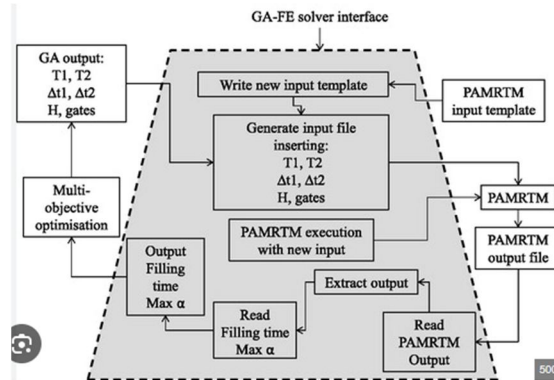 GA-FE solver interface
GA output:
T1, T2
Δt1, Δt2
H, gates
Write new input template
PAMRTM
input template
Generate input file
inserting:
T1, T2
Δt1, Δt2
H, gates
Multi-
objective
optimisation
PAMRTM
PAMRTM execution
with new input
PAMRTM
output file
Output
Filling
time
Max α
Extract output
Read
Filling time
Max α
Read
PAMRTM
Output